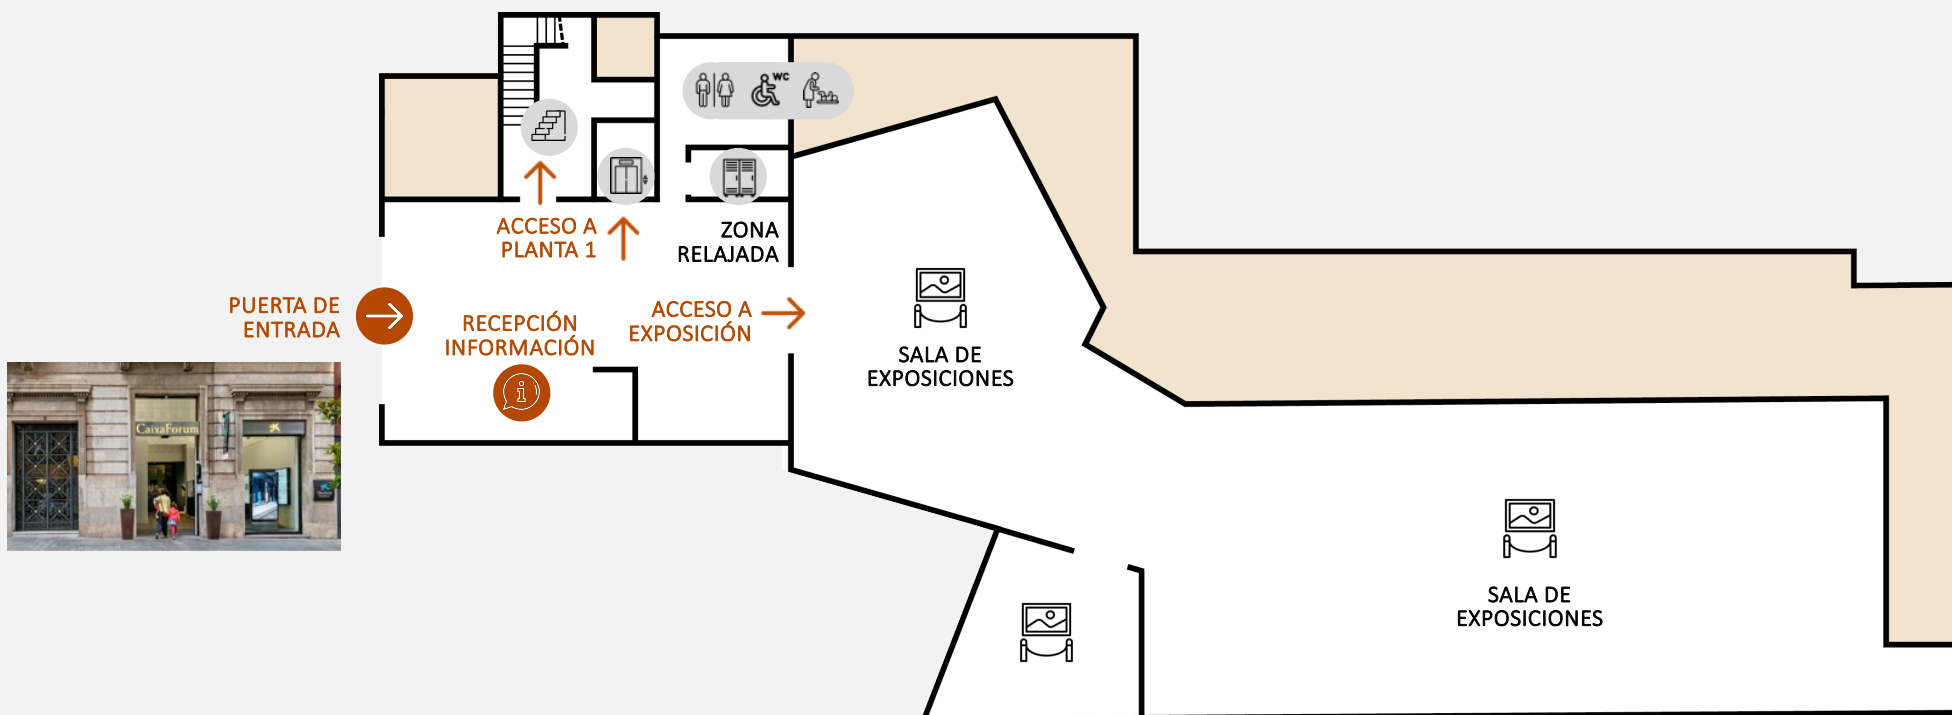 WC
ACCESO A
PLANTA 1
ZONA
RELAJADA
PUERTA DE
ENTRADA
RECEPCIÓN
INFORMACIÓN
ACCESO A
EXPOSICIÓN
SALA DE
EXPOSICIONES
CaixaForum
SALA DE
EXPOSICIONES